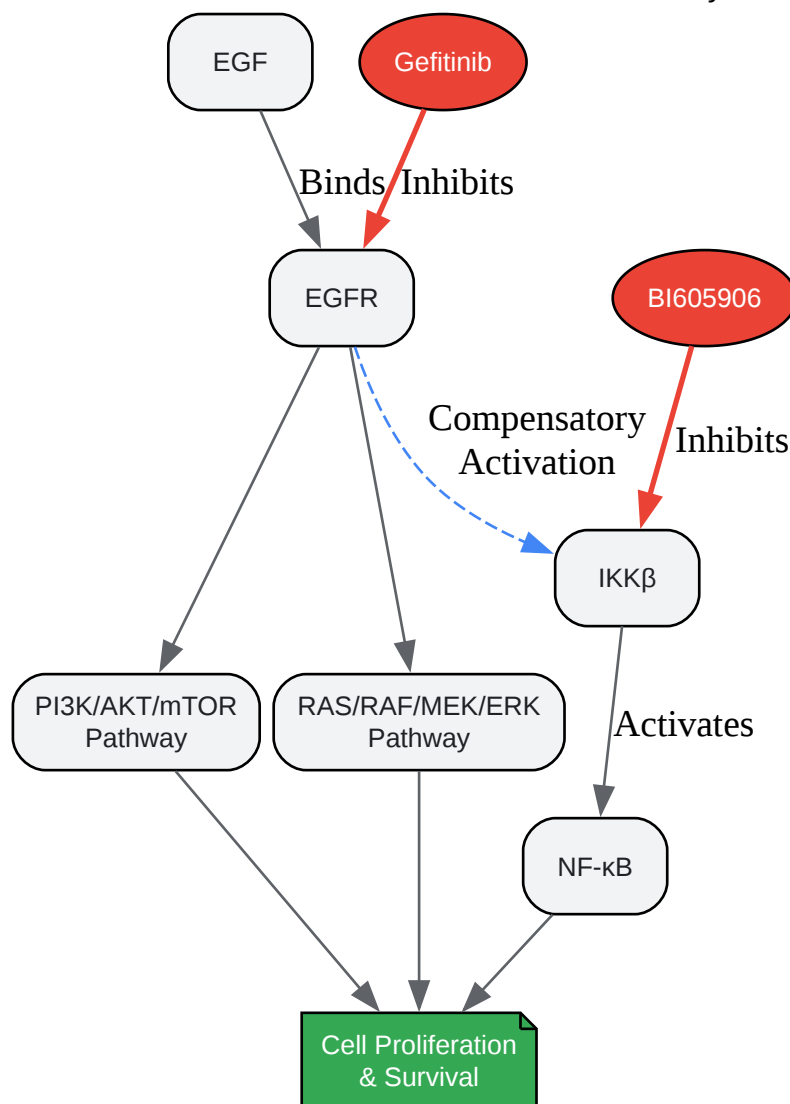 EGF
Gefitinib
Binds
Inhibits
EGFR
BI605906
Compensatory
Activation
Inhibits
IKKβ
PI3K/AKT/mTOR
Pathway
RAS/RAF/MEK/ERK
Pathway
Activates
NF-κB
Cell Proliferation
& Survival